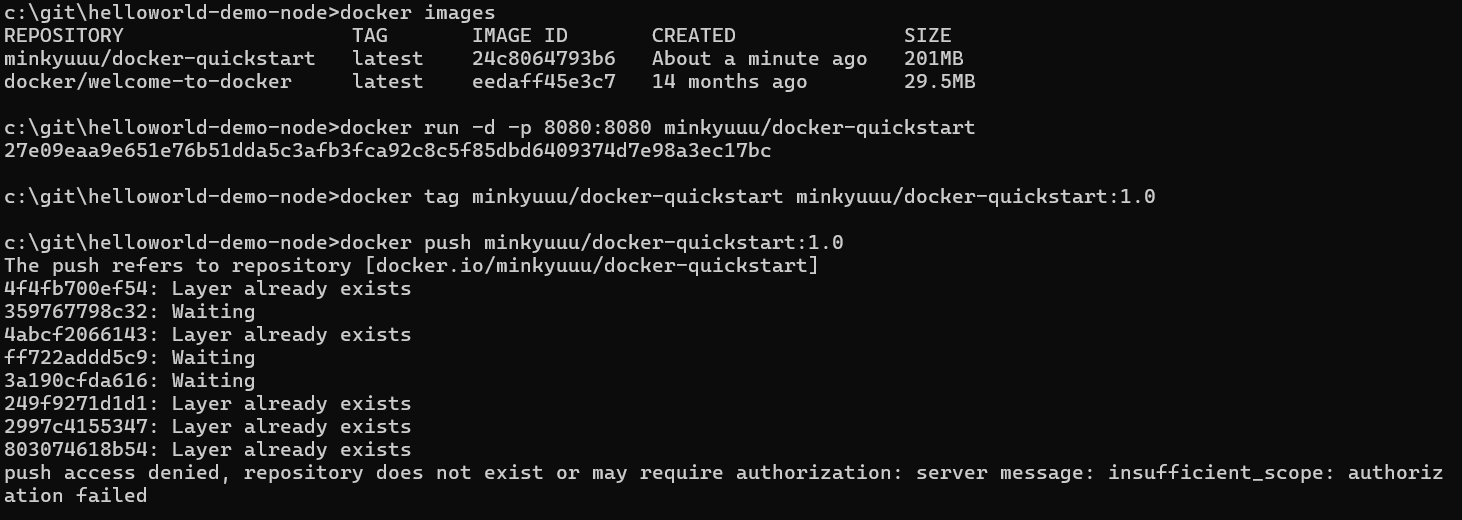 c:\git\helloworld-demo-node>docker images
REPOSITORY                   TAG       IMAGE ID       CREATED              SIZE
minkyuuu/docker-quickstart   latest    24c8064793b6   About a minute ago   201MB
docker/welcome-to-docker     latest    eedaff45e3c7   14 months ago        29.5MB

c:\git\helloworld-demo-node>docker run -d -p 8080:8080 minkyuuu/docker-quickstart
27e09eaa9e651e76b51dda5c3afb3fca92c8c5f85dbd6409374d7e98a3ec17bc

c:\git\helloworld-demo-node>docker tag minkyuuu/docker-quickstart minkyuuu/docker-quickstart:1.0

c:\git\helloworld-demo-node>docker push minkyuuu/docker-quickstart:1.0
The push refers to repository [docker.io/minkyuuu/docker-quickstart]
4f4fb700ef54: Layer already exists
359767798c32: Waiting
4abcf2066143: Layer already exists
ff722addd5c9: Waiting
3a190cfda616: Waiting
249f9271d1d1: Layer already exists
2997c4155347: Layer already exists
803074618b54: Layer already exists
push access denied, repository does not exist or may require authorization: server message: insufficient_scope: authoriz
ation failed